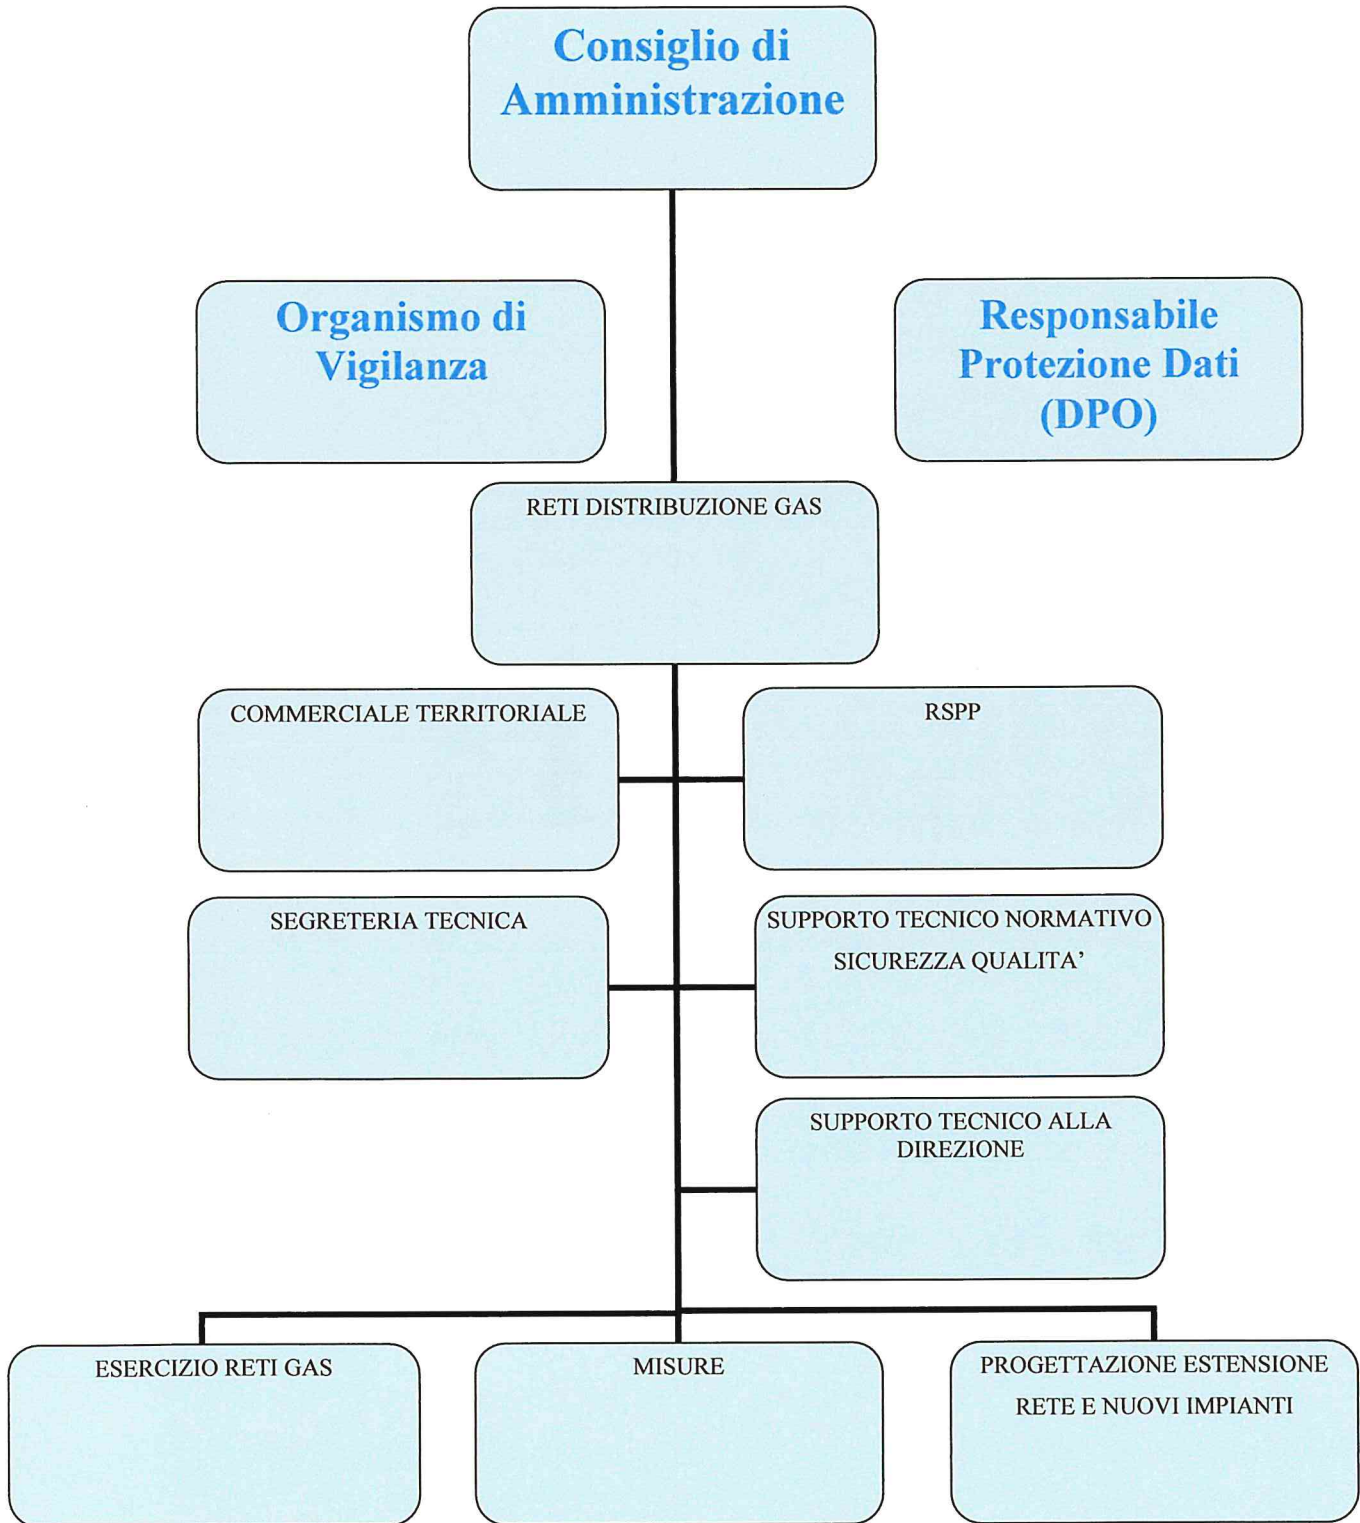 Consiglio di
Amministrazione
Organismo di
Vigilanza
Responsabile
Protezione Dati
(DPO)
RETI DISTRIBUZIONE GAS
COMMERCIALE TERRITORIALE
RSPP
SEGRETERIA TECNICA
SUPPORTO TECNICO NORMATIVO
SICUREZZA QUALITA’
SUPPORTO TECNICO ALLA
DIREZIONE
ESERCIZIO RETI GAS
MISURE
PROGETTAZIONE ESTENSIONE
RETE E NUOVI IMPIANTI